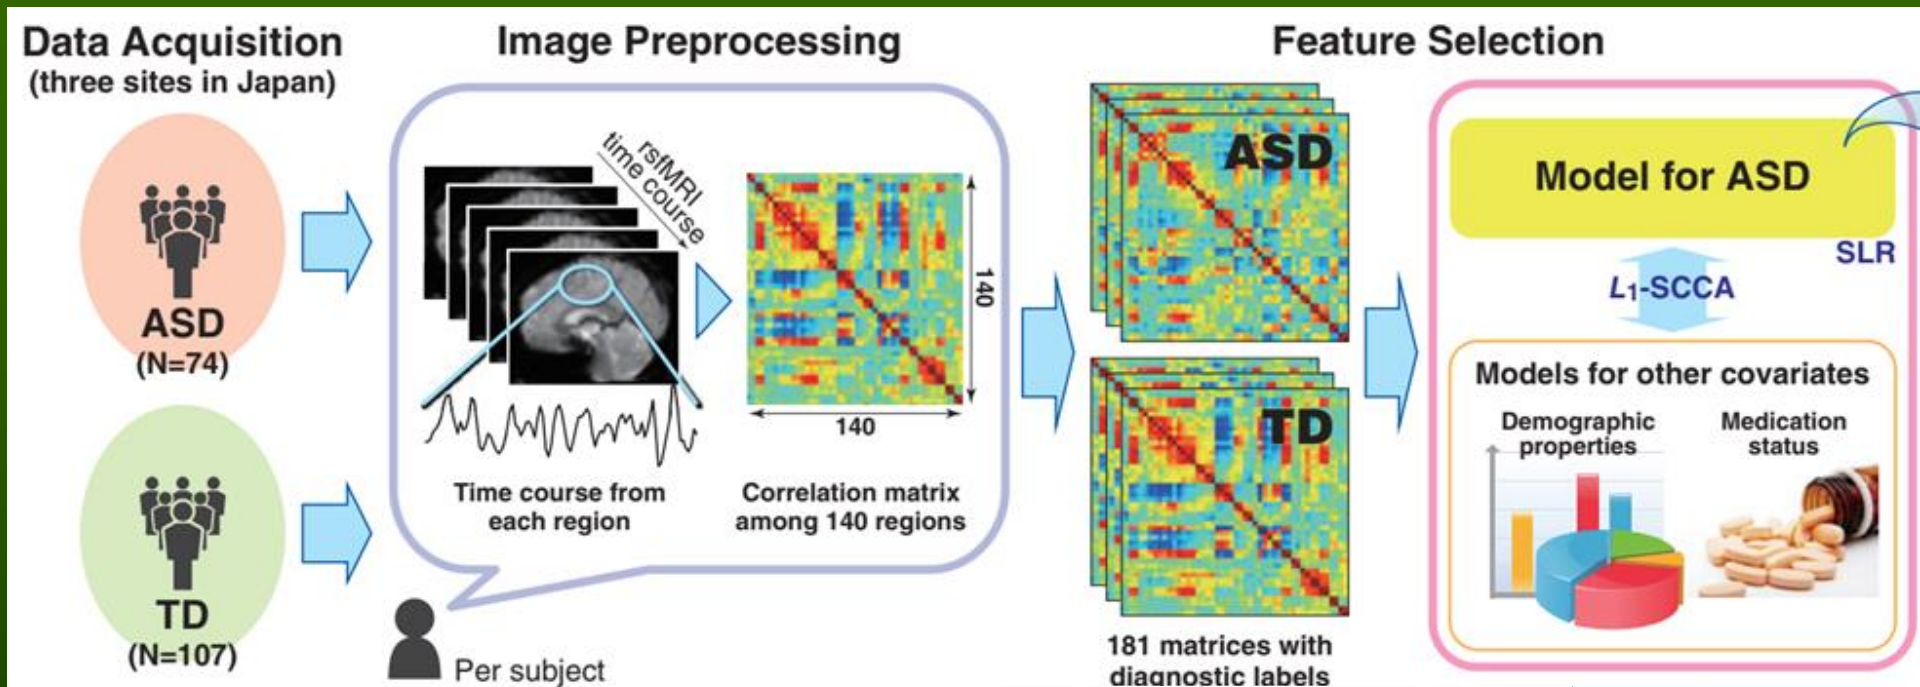 Data Acquisition
(three sites in Japan)
ASD
(N=74)
TD
(N=107)
Image Preprocessing
rsfMRI
time course
140
140
Time course from
each region
Correlation matrix
among 140 regions
Per subject
Feature Selection
ASD
TD
181 matrices with
diagnostic labels
Model for ASD
SLR
L1-SCCA
Models for other covariates
Demographic
properties
Medication
status